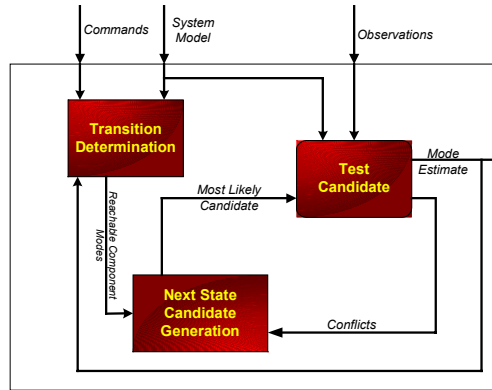 Commands
System
Model
Observations
Transition
Determination
Test
Candidate
Mode
Estimate
Most Likely
Candidate
Reachable Component
Modes
Next State
Candidate
Generation
Conflicts